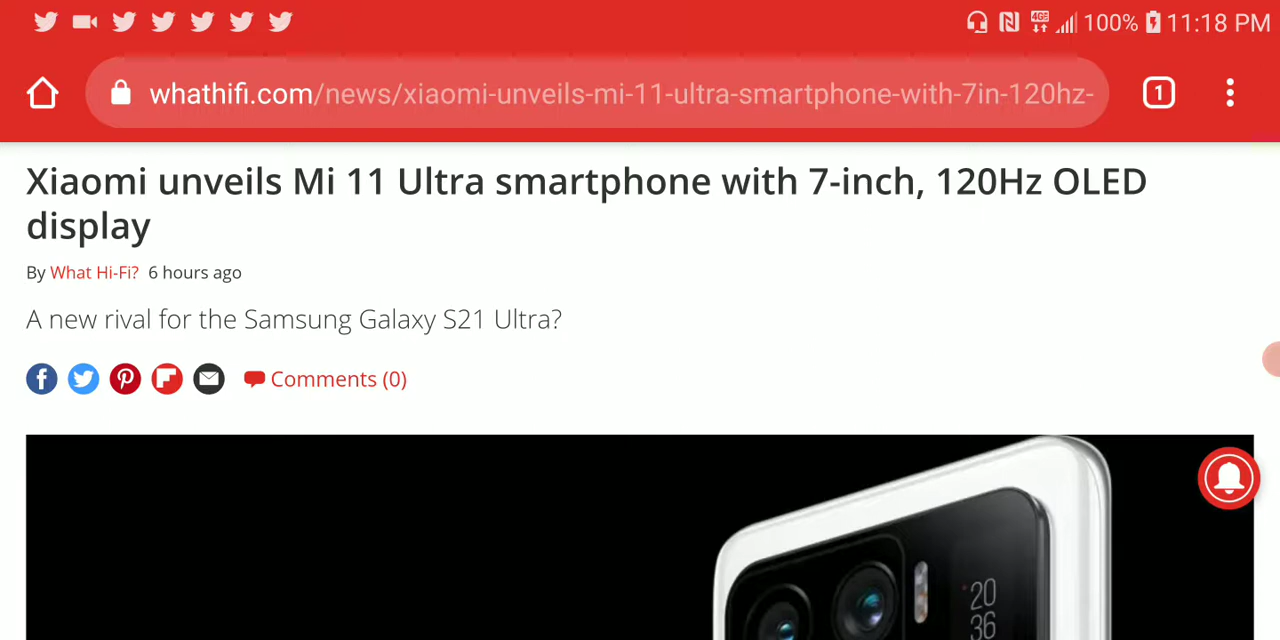 100% 11:18 PM
whathifi.com/news/xiaomi-unveils-mi-11-ultra-smartphone-with-7in-120hz-
1
Xiaomi unveils Mi 11 Ultra smartphone with 7-inch, 120Hz OLED
display
By What Hi-Fi? 6 hours ago
A new rival for the Samsung Galaxy S21 Ultra?
Comments (0)
20
36